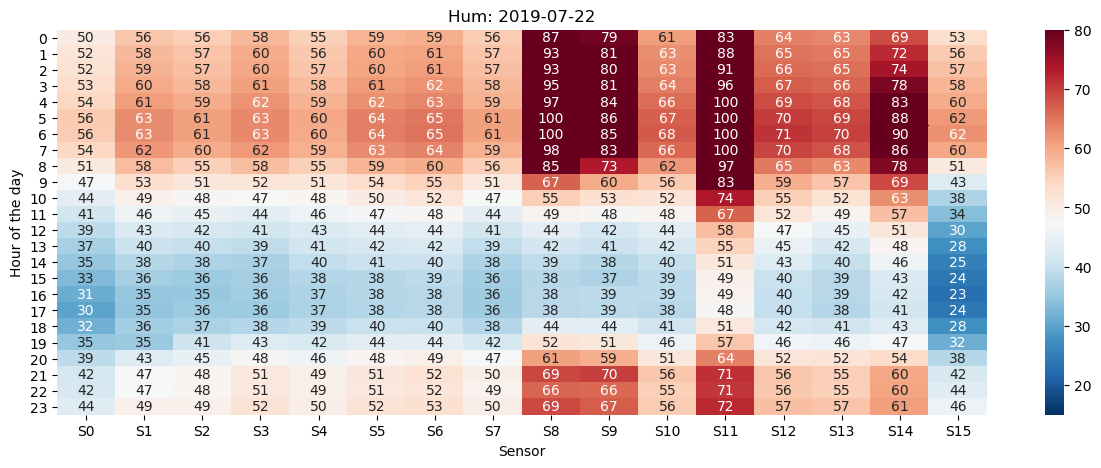 Hum: 2019-07-22
Hour of the day
0 50 56 56 58 55 59 59 56 87 79 61 83 64 63 69 53
1 52 58 57 60 56 60 61 57 93 81 63 88 65 65 72 56
2 52 59 57 60 57 60 61 57 93 80 63 91 66 65 74 57
3 53 60 58 61 58 61 62 58 95 81 64 96 67 66 78 58
4 54 61 59 62 59 62 63 59 97 84 66 100 69 68 83 60
5 56 63 61 63 60 64 65 61 100 86 67 100 70 69 88 62
6 56 63 61 63 60 64 65 61 100 85 68 100 71 70 90 62
7 54 62 60 62 59 63 64 59 98 83 66 100 70 68 86 60
8 51 58 55 58 55 59 60 56 85 73 62 97 65 63 78 51
9 47 53 51 52 51 54 55 51 67 60 56 83 59 57 69 43
10 44 49 48 47 48 50 52 47 55 53 52 74 55 52 63 38
11 41 46 45 44 46 47 48 44 49 48 48 67 52 49 57 34
12 39 43 42 41 43 44 44 41 44 42 44 58 47 45 51 30
13 37 40 40 39 41 42 42 39 42 41 42 55 45 42 48 28
14 35 38 38 37 40 41 40 38 39 38 40 51 43 40 46 25
15 33 36 36 36 38 38 39 36 38 37 39 49 40 39 43 24
16 31 35 35 36 37 38 38 36 38 39 39 49 40 39 42 23
17 30 35 36 36 37 38 38 36 38 39 38 48 40 38 41 24
18 32 36 37 38 39 40 40 38 44 44 41 51 42 41 43 28
19 35 35 41 43 42 44 44 42 52 51 46 57 46 46 47 32
20 39 43 45 48 46 48 49 47 61 59 51 64 52 52 54 38
21 42 47 48 51 49 51 52 50 69 70 56 71 56 55 60 42
22 42 47 48 51 49 51 52 49 66 66 55 71 56 55 60 44
23 44 49 49 52 50 52 53 50 69 67 56 72 57 57 61 46
S0 S1 S2 S3 S4 S5 S6 S7 S8 S9 S10 S11 S12 S13 S14 S15
Sensor
80
70
60
50
40
30
20